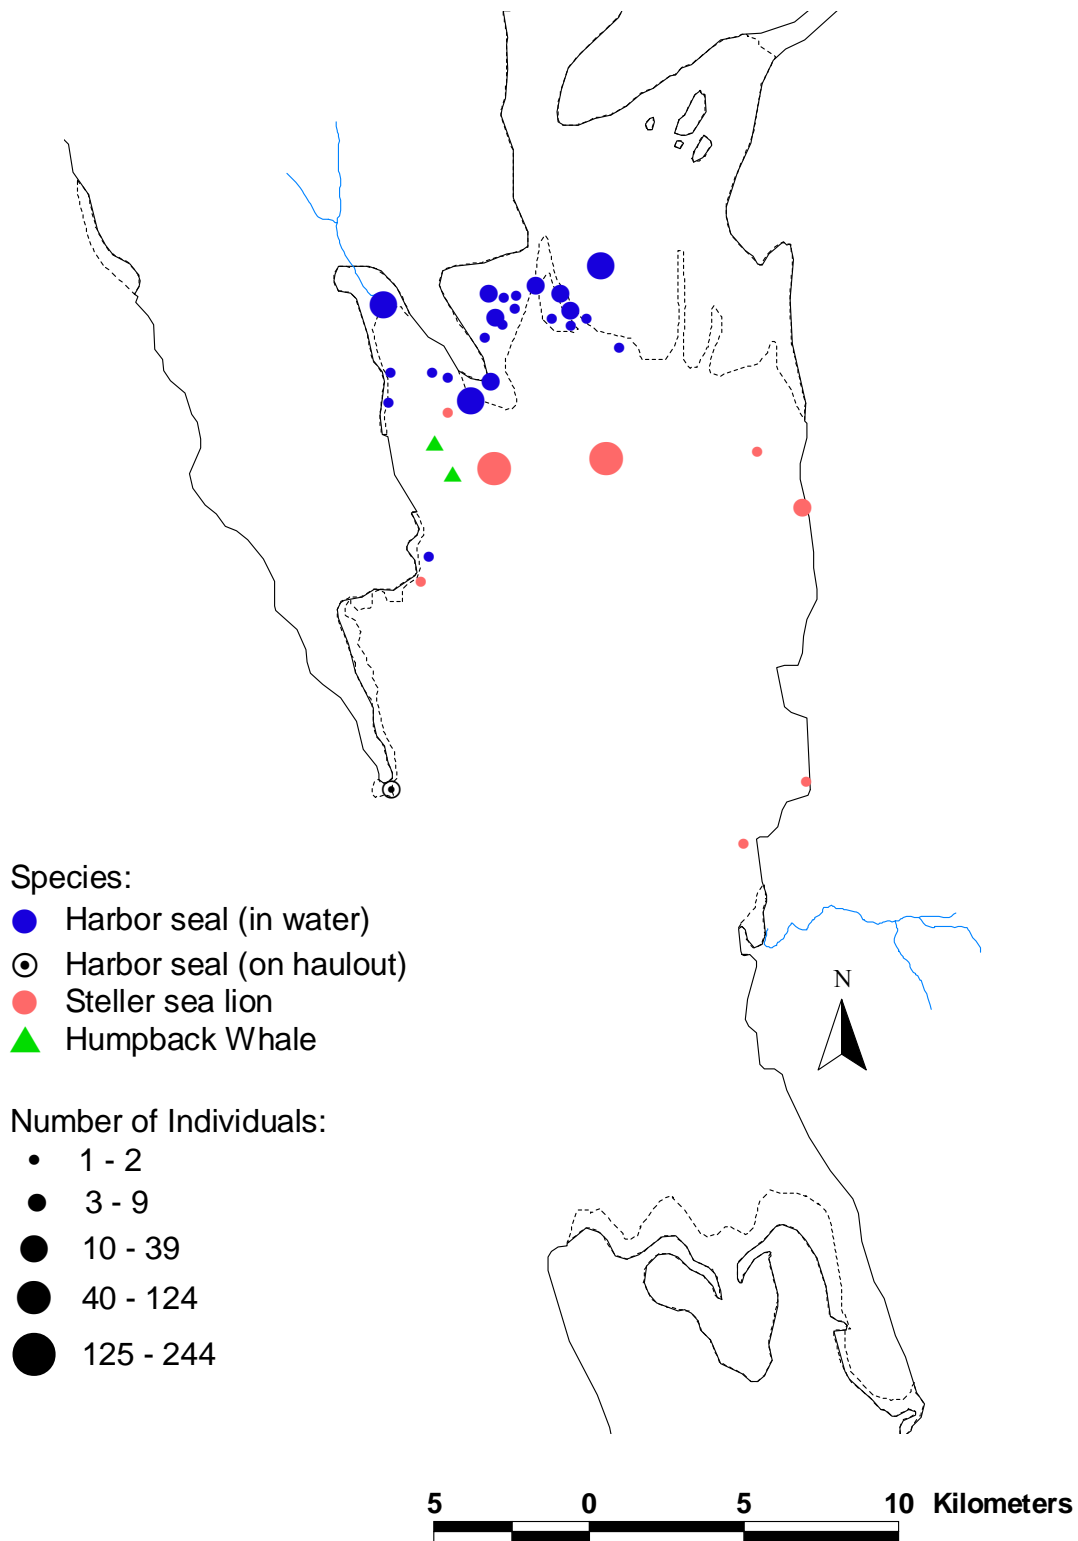 Species:
Harbor seal (in water)
Harbor seal (on haulout)
Steller sea lion
Humpback Whale
N
Number of Individuals:
1 - 2
3 - 9
10 - 39
40 - 124
125 - 244
5 0 5 10 Kilometers